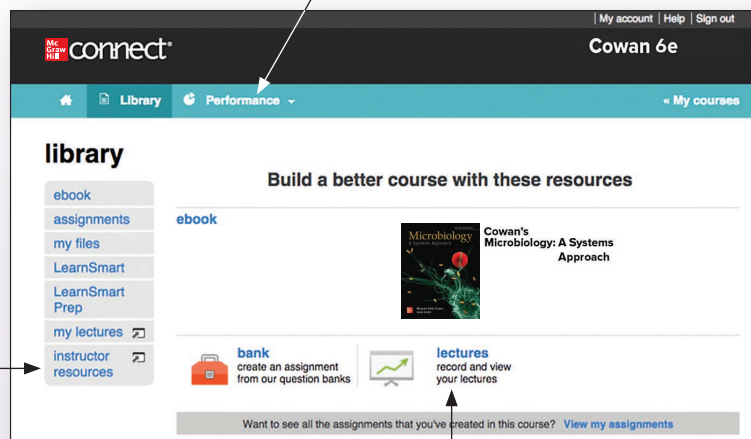 My account | Help | Sign out
Mc Graw Hill connect®
Cowan 6e
Library
Performance
« My courses
library
Build a better course with these resources
ebook
assignments
my files
LearnSmart
LearnSmart
Prep
my lectures
instructor
resources
ebook
Microbiology
A Systems Approach
Cowan's
Microbiology: A Systems
Approach
bank
create an assignment
from our question banks
lectures
record and view
your lectures
Want to see all the assignments that you've created in this course? View my assignments